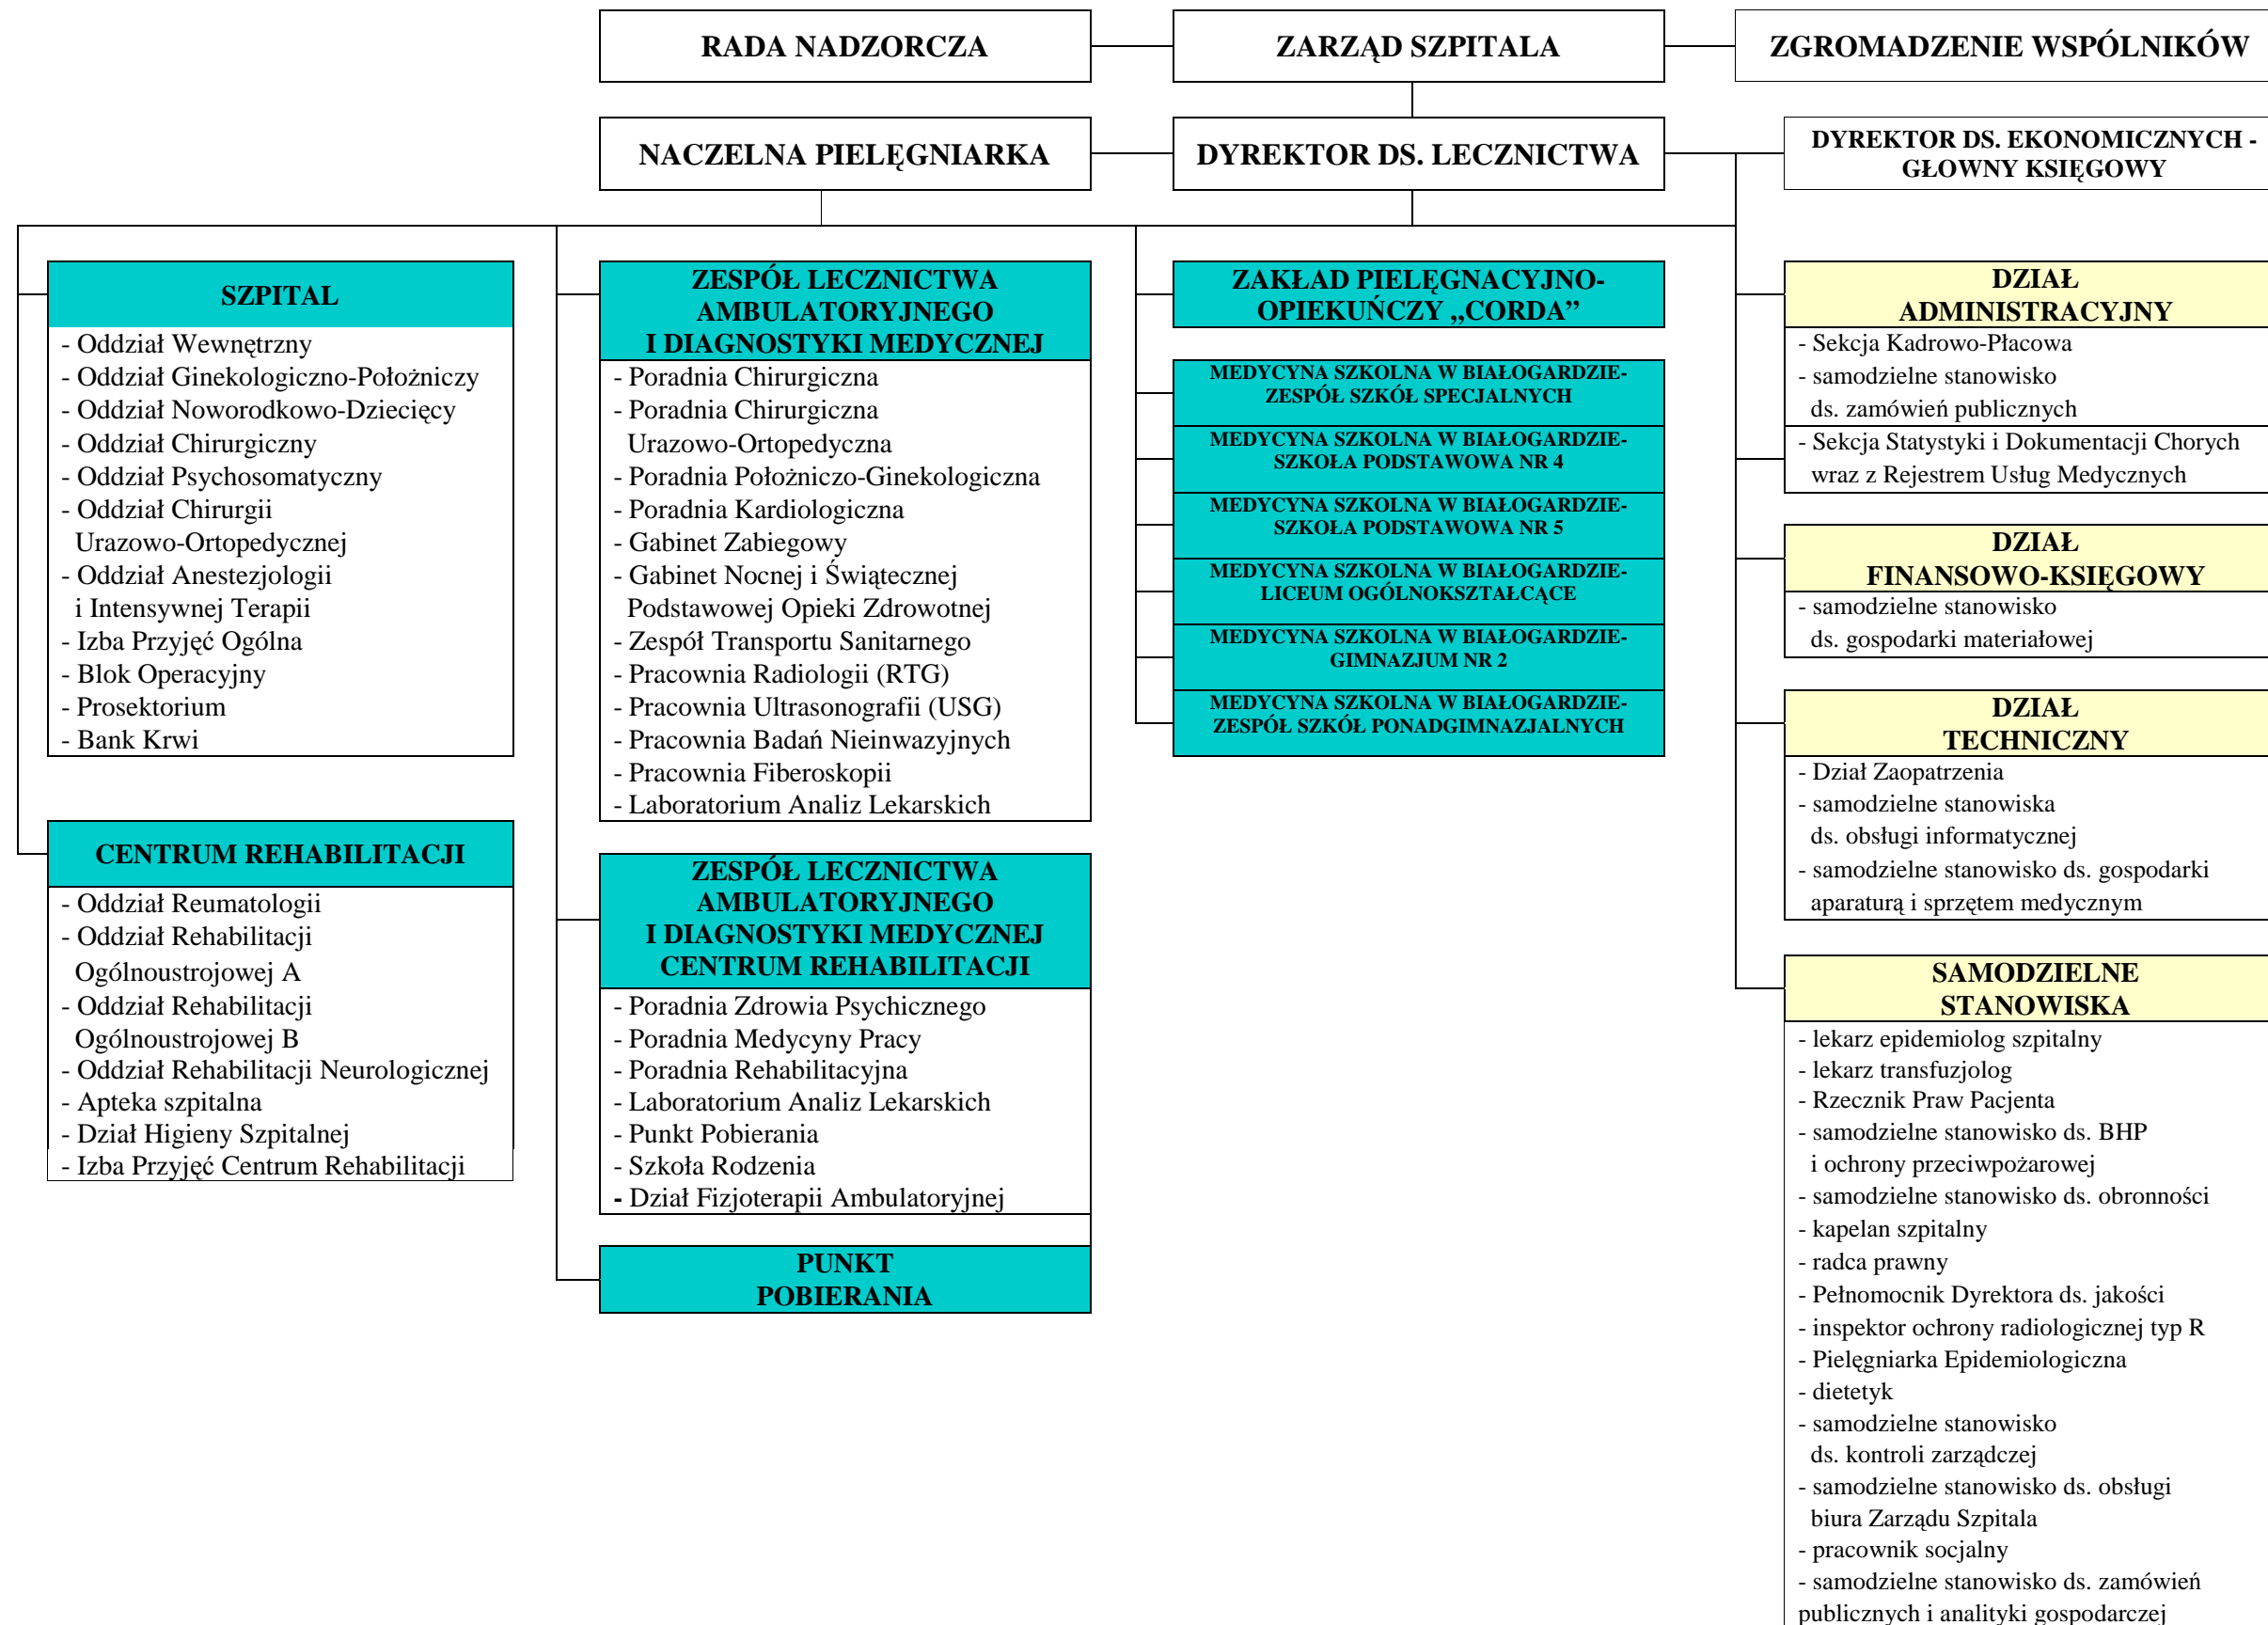 RADA NADZORCZA
ZARZĄD SZPITALA
ZGROMADZENIE WSPÓLNIKÓW
NACZELNA PIELĘGNIARKA
DYREKTOR DS. LECZNICTWA
DYREKTOR DS. EKONOMICZNYCH -
GŁOWNY KSIĘGOWY
SZPITAL
- Oddział Wewnętrzny
- Oddział Ginekologiczno-Położniczy
- Oddział Noworodkowo-Dziecięcy
- Oddział Chirurgiczny
- Oddział Psychosomatyczny
- Oddział Chirurgii
Urazowo-Ortopedycznej
- Oddział Anestezjologii
i Intensywnej Terapii
- Izba Przyjęć Ogólna
- Blok Operacyjny
- Prosektorium
- Bank Krwi
CENTRUM REHABILITACJI
- Oddział Reumatologii
- Oddział Rehabilitacji
Ogólnoustrojowej A
- Oddział Rehabilitacji
Ogólnoustrojowej B
- Oddział Rehabilitacji Neurologicznej
- Apteka szpitalna
- Dział Higieny Szpitalnej
- Izba Przyjęć Centrum Rehabilitacji
ZESPÓŁ LECZNICTWA
AMBULATORYJNEGO
I DIAGNOSTYKI MEDYCZNEJ
- Poradnia Chirurgiczna
- Poradnia Chirurgiczna
Urazowo-Ortopedyczna
- Poradnia Położniczo-Ginekologiczna
- Poradnia Kardiologiczna
- Gabinet Zabiegowy
- Gabinet Nocnej i Świątecznej
Podstawowej Opieki Zdrowotnej
- Zespół Transportu Sanitarnego
- Pracownia Radiologii (RTG)
- Pracownia Ultrasonografii (USG)
- Pracownia Badań Nieinwazyjnych
- Pracownia Fiberoskopii
- Laboratorium Analiz Lekarskich
ZESPÓŁ LECZNICTWA
AMBULATORYJNEGO
I DIAGNOSTYKI MEDYCZNEJ
CENTRUM REHABILITACJI
- Poradnia Zdrowia Psychicznego
- Poradnia Medycyny Pracy
- Poradnia Rehabilitacyjna
- Laboratorium Analiz Lekarskich
- Punkt Pobierania
- Szkoła Rodzenia
- Dział Fizjoterapii Ambulatoryjnej
PUNKT
POBIERANIA
ZAKŁAD PIELĘGNACYJNO-
OPIEKUŃCZY „CORDA”
MEDYCYNA SZKOLNA W BIAŁOGARDZIE-
ZESPÓŁ SZKÓŁ SPECJALNYCH
MEDYCYNA SZKOLNA W BIAŁOGARDZIE-
SZKOŁA PODSTAWOWA NR 4
MEDYCYNA SZKOLNA W BIAŁOGARDZIE-
SZKOŁA PODSTAWOWA NR 5
MEDYCYNA SZKOLNA W BIAŁOGARDZIE-
LICEUM OGÓLNOKSZTAŁCĄCE
MEDYCYNA SZKOLNA W BIAŁOGARDZIE-
GIMNAZJUM NR 2
MEDYCYNA SZKOLNA W BIAŁOGARDZIE-
ZESPÓŁ SZKÓŁ PONADGIMNAZJALNYCH
DZIAŁ
ADMINISTRACYJNY
- Sekcja Kadrowo-Płacowa
- samodzielne stanowisko
ds. zamówień publicznych
- Sekcja Statystyki i Dokumentacji Chorych
wraz z Rejestrem Usług Medycznych
DZIAŁ
FINANSOWO-KSIĘGOWY
- samodzielne stanowisko
ds. gospodarki materiałowej
DZIAŁ
TECHNICZNY
- Dział Zaopatrzenia
- samodzielne stanowiska
ds. obsługi informatycznej
- samodzielne stanowisko ds. gospodarki
aparaturą i sprzętem medycznym
SAMODZIELNE
STANOWISKA
- lekarz epidemiolog szpitalny
- lekarz transfuzjolog
- Rzecznik Praw Pacjenta
- samodzielne stanowisko ds. BHP
i ochrony przeciwpożarowej
- samodzielne stanowisko ds. obronności
- kapelan szpitalny
- radca prawny
- Pełnomocnik Dyrektora ds. jakości
- inspektor ochrony radiologicznej typ R
- Pielęgniarka Epidemiologiczna
- dietetyk
- samodzielne stanowisko
ds. kontroli zarządczej
- samodzielne stanowisko ds. obsługi
biura Zarządu Szpitala
- pracownik socjalny
- samodzielne stanowisko ds. zamówień
publicznych i analityki gospodarczej